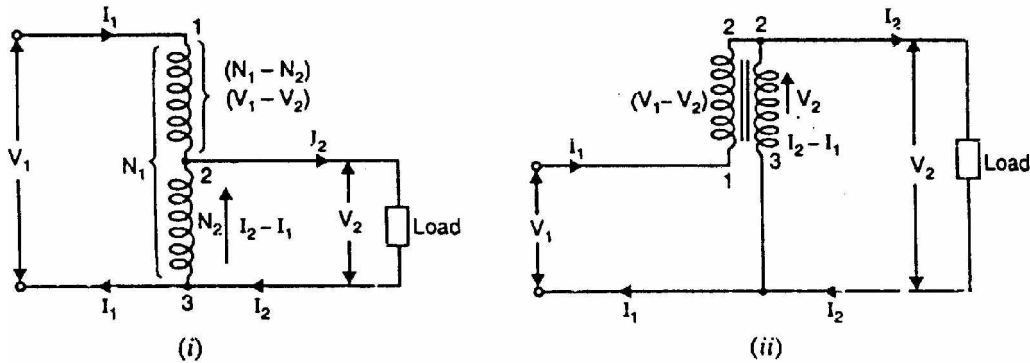 I₁
1
(N₁ – N₂)
(V₁ – V₂)
V₁
N₁
I₂
2
N₂
I₂ – I₁
V₂
Load
I₁
3
I₂
(i)
I₂
2 2
(V₁ – V₂)
V₂
I₂ – I₁
V₂
Load
I₁
1
3
V₁
I₁
I₂
(ii)